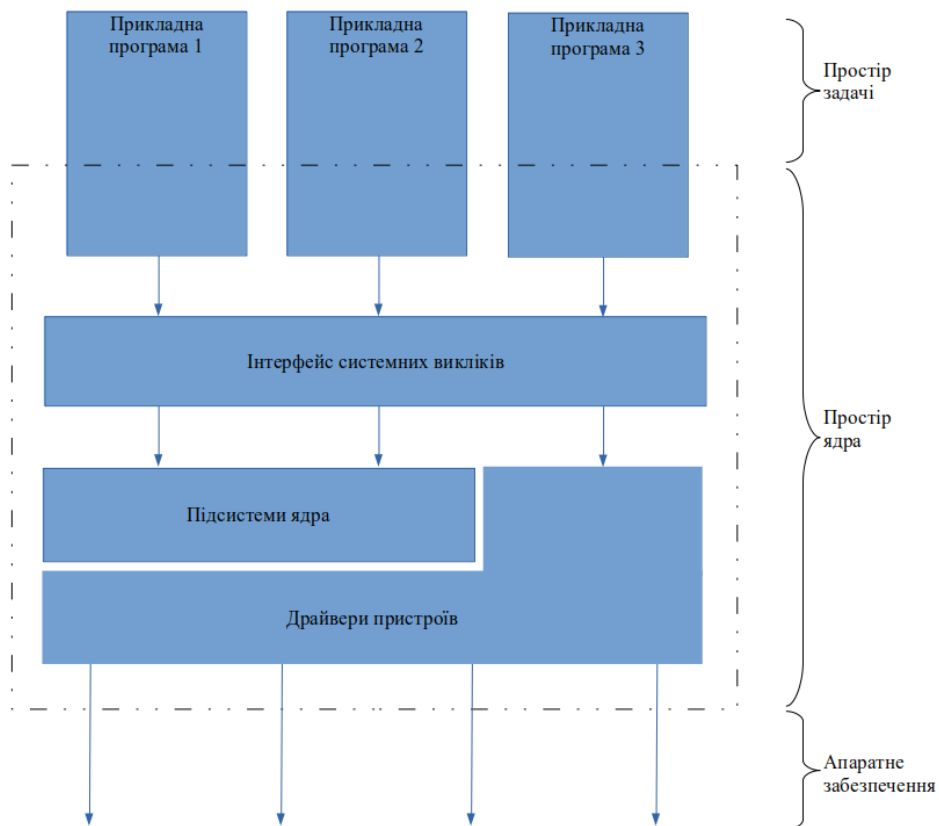 Прикладна
програма 1
Прикладна
програма 2
Прикладна
програма 3
Простір
задачі
Інтерфейс системних викліків
Простір
ядра
Підсистеми ядра
Драйвери пристроїв
Апаратне
забезпечення